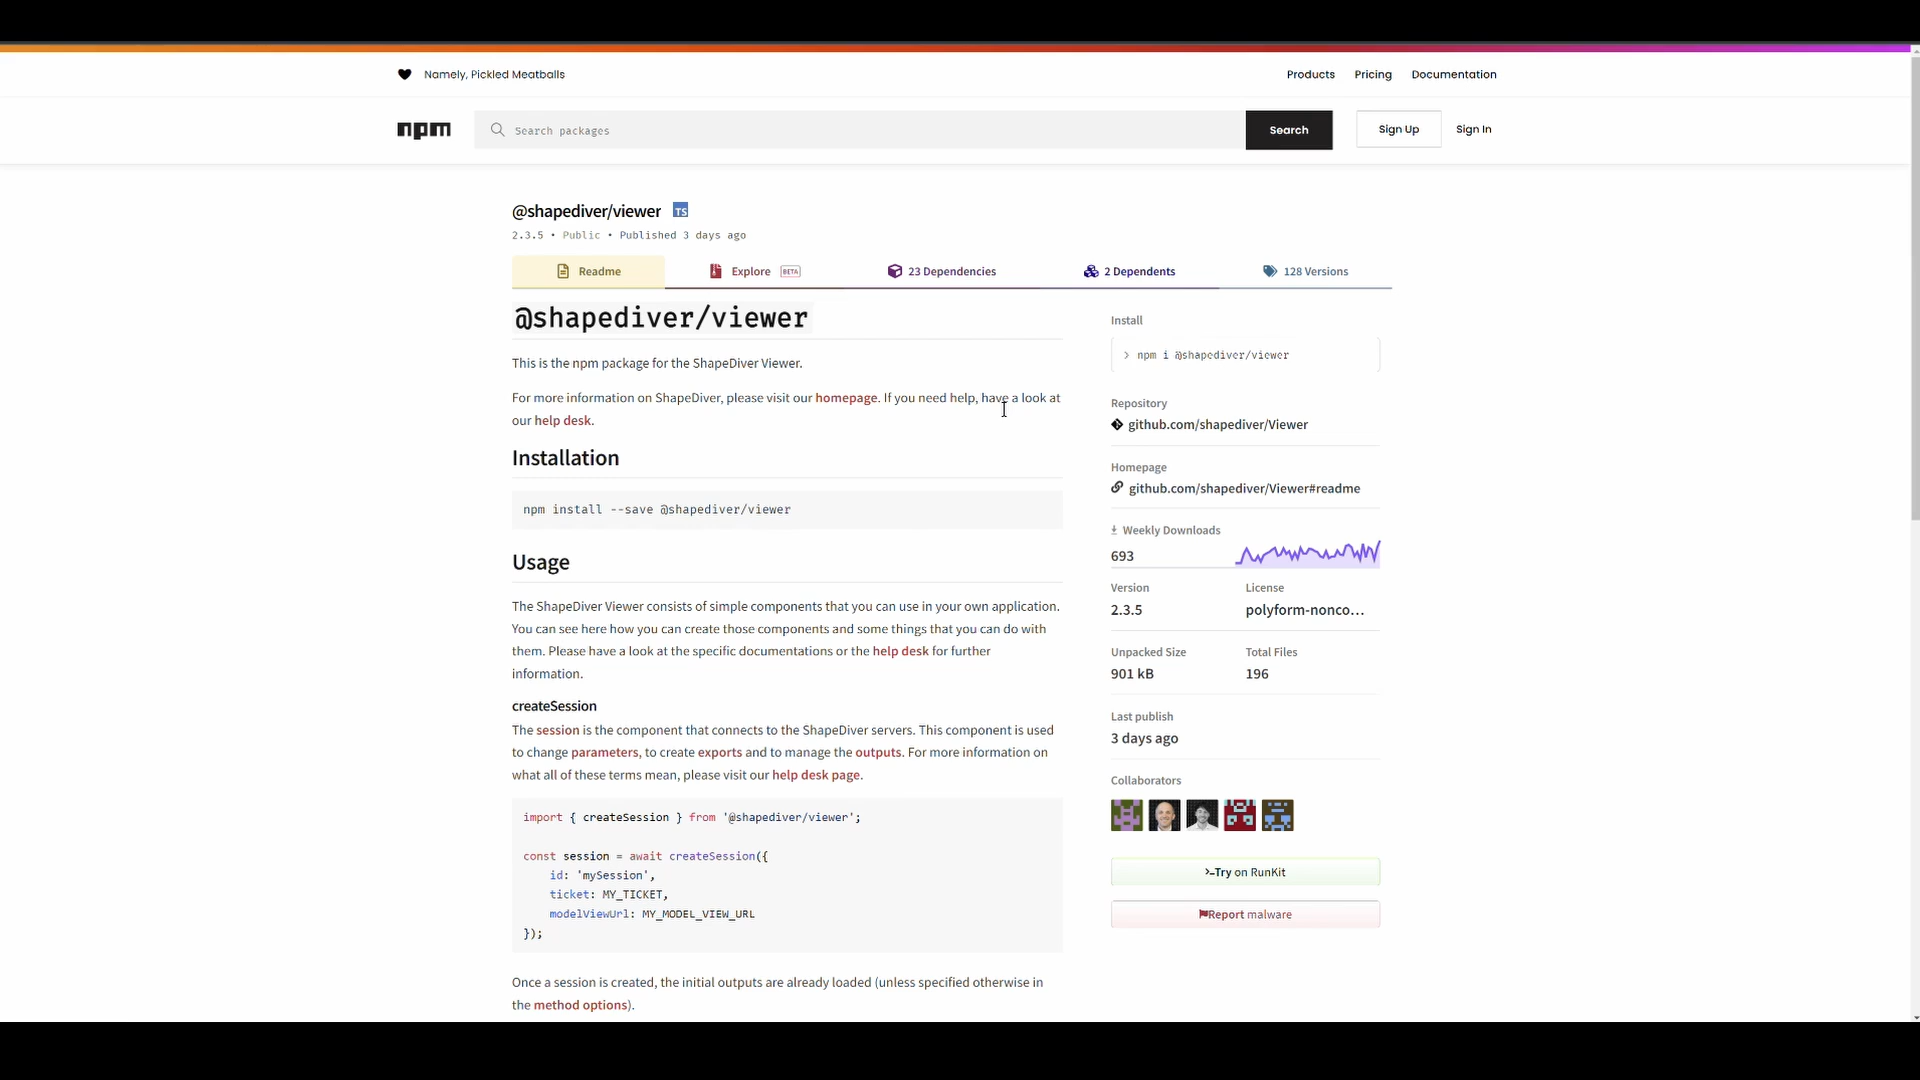 Namely, Pickled Meatballs
Products Pricing Documentation
npm
Search packages
Search
Sign Up
Sign In
@shapediver/viewer TS
2.3.5 • Public • Published 3 days ago
Readme
Explore BETA
23 Dependencies
2 Dependents
128 Versions
@shapediver/viewer
This is the npm package for the ShapeDiver Viewer.
For more information on ShapeDiver, please visit our homepage. If you need help, have a look at
our help desk.
Installation
npm install --save @shapediver/viewer
Usage
The ShapeDiver Viewer consists of simple components that you can use in your own application.
You can see here how you can create those components and some things that you can do with
them. Please have a look at the specific documentations or the help desk for further
information.
createSession
The session is the component that connects to the ShapeDiver servers. This component is used
to change parameters, to create exports and to manage the outputs. For more information on
what all of these terms mean, please visit our help desk page.
import { createSession } from '@shapediver/viewer';
const session = await createSession({
id: 'mySession',
ticket: MY_TICKET,
modelViewUrl: MY_MODEL_VIEW_URL
});
Once a session is created, the initial outputs are already loaded (unless specified otherwise in
the method options).
Install
> npm i @shapediver/viewer
Repository
github.com/shapediver/Viewer
Homepage
github.com/shapediver/Viewer#readme
Weekly Downloads
693
Version License
2.3.5 polyform-nonco...
Unpacked Size Total Files
901 kB 196
Last publish
3 days ago
Collaborators
>-Try on RunKit
Report malware